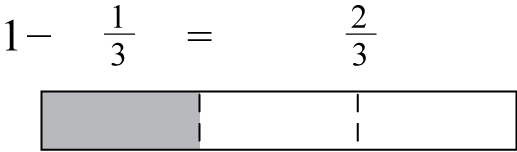 1 − 1/3 = 2/3